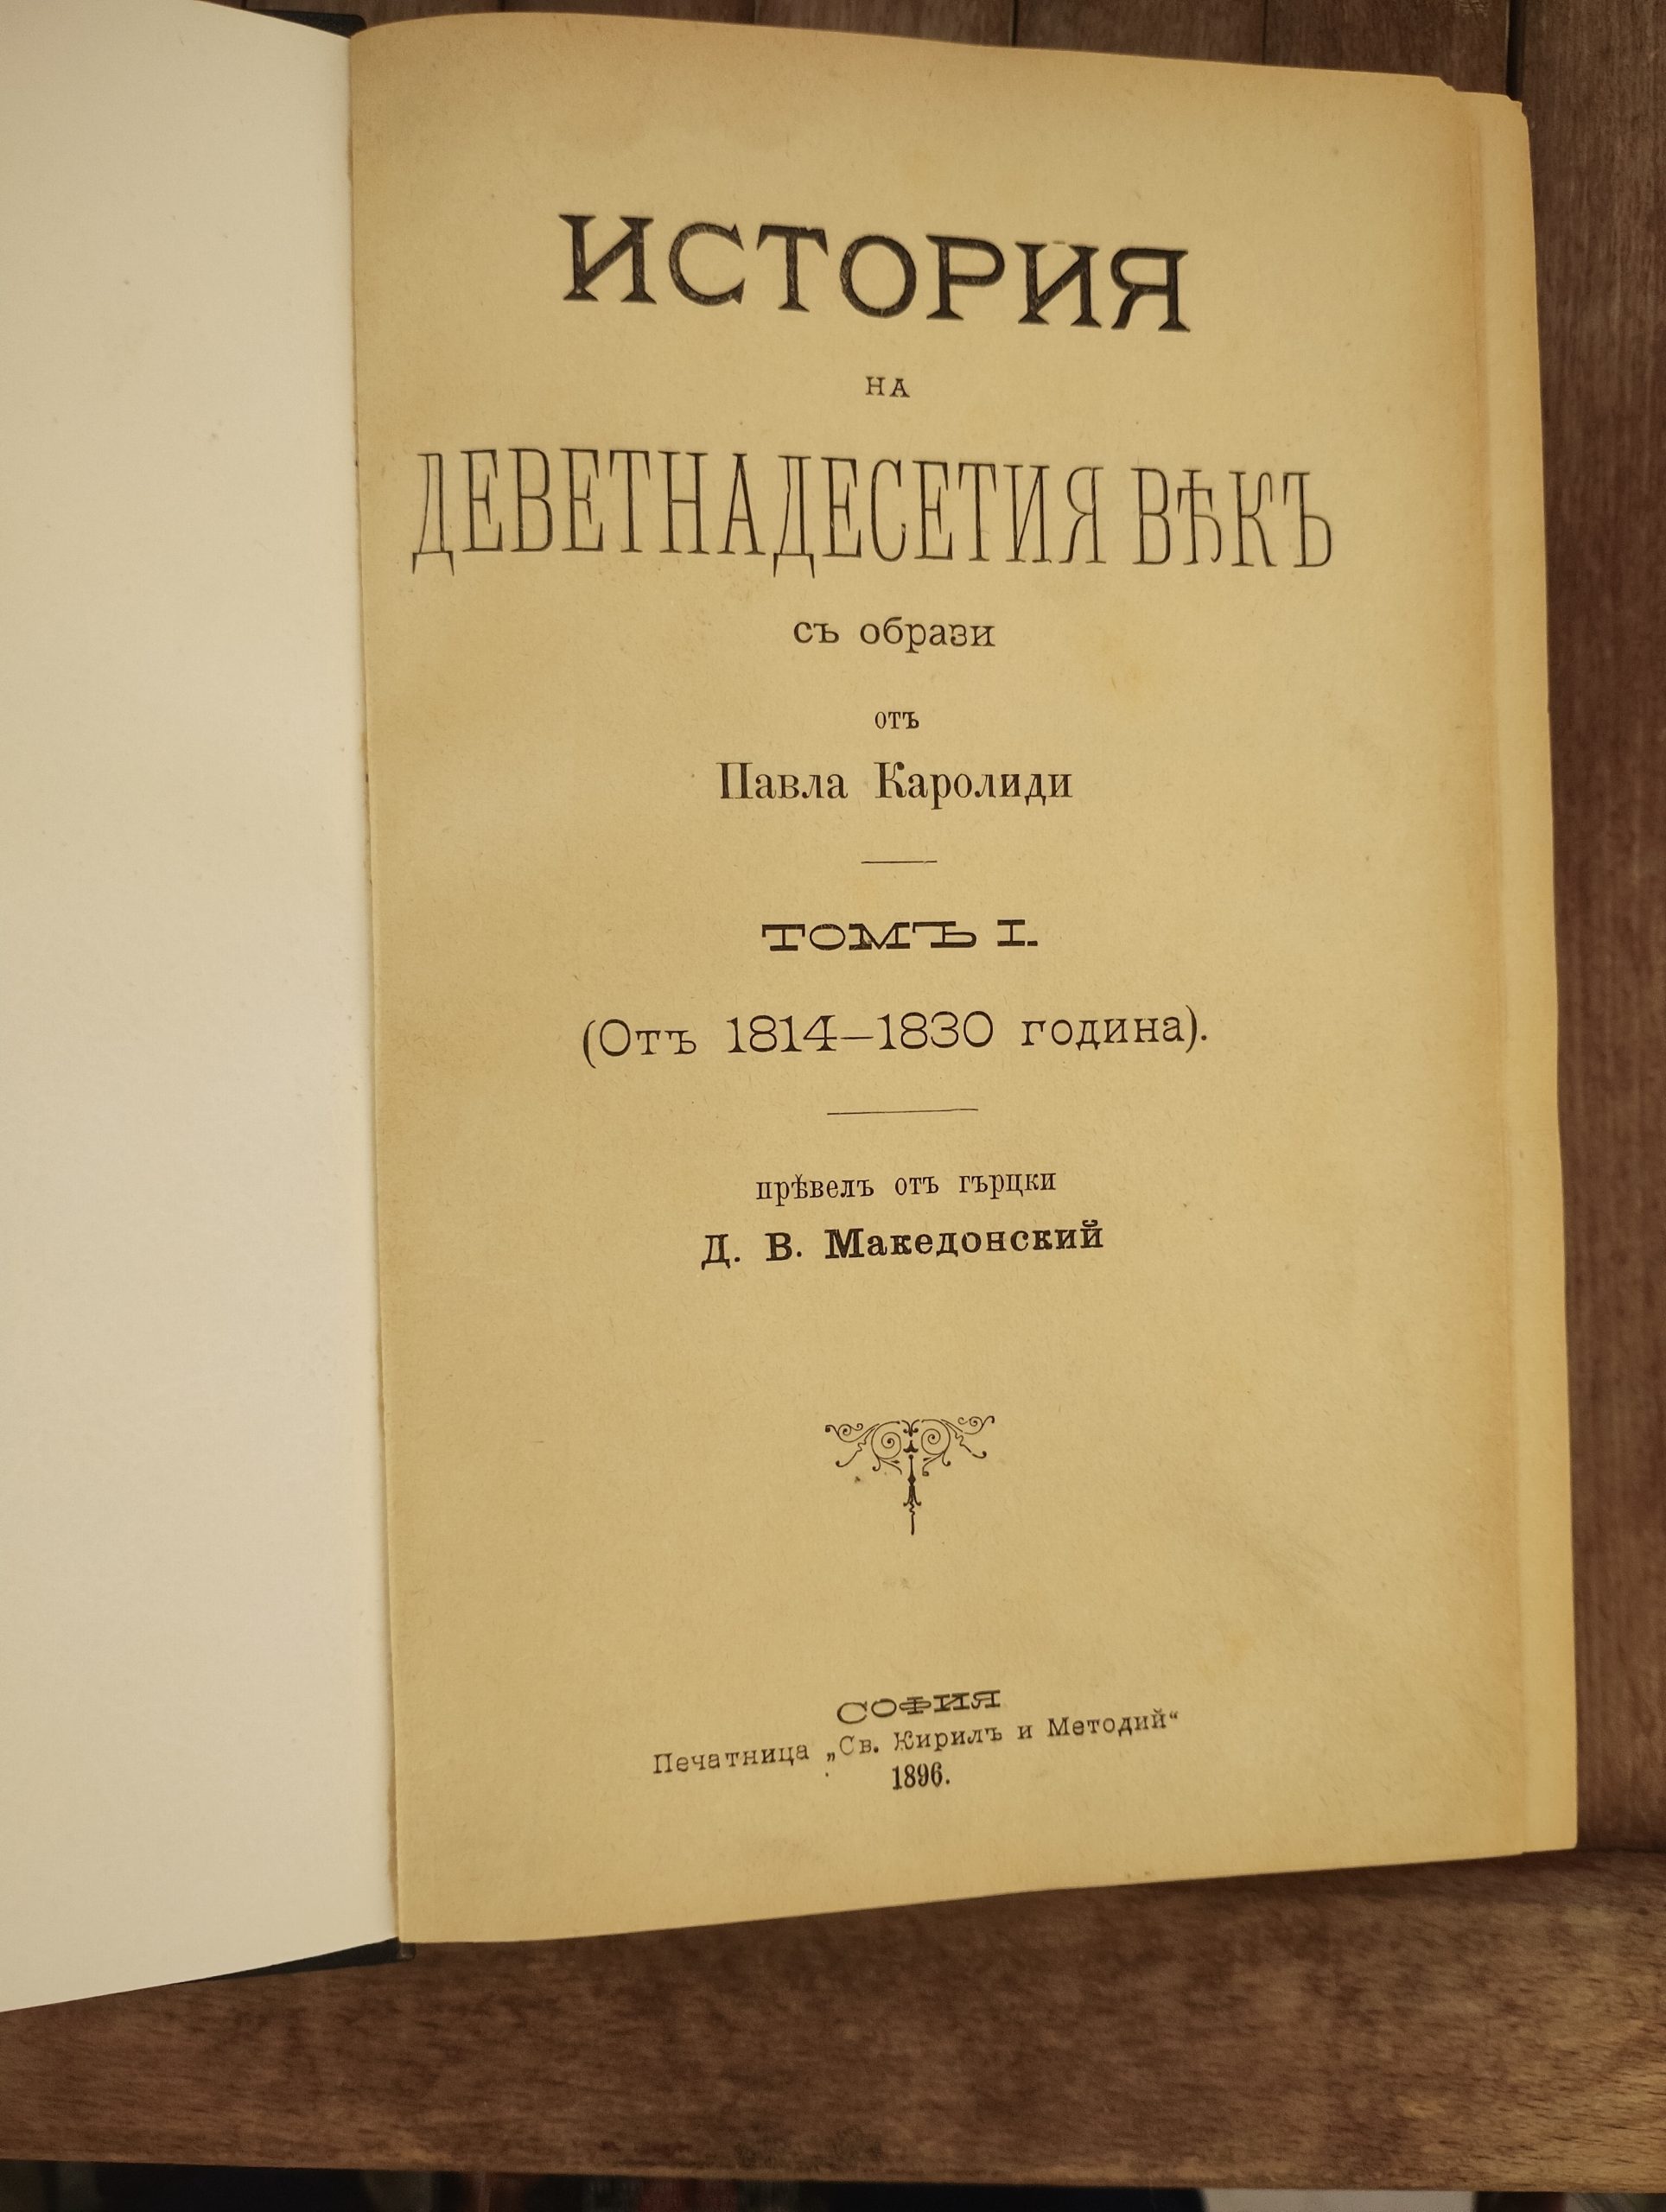 ИСТОРИЯ
НА
ДЕВЕТНАДЕСЕТИЯ ВѢКЪ
съ образи
отъ
Павла Каролиди
ТОМЪ I.
(Отъ 1814—1830 година).
прѣвелъ отъ гърцки
Д. В. Македонский
СОФИЯ
Печатница „Св. Кирилъ и Методий“
1896.